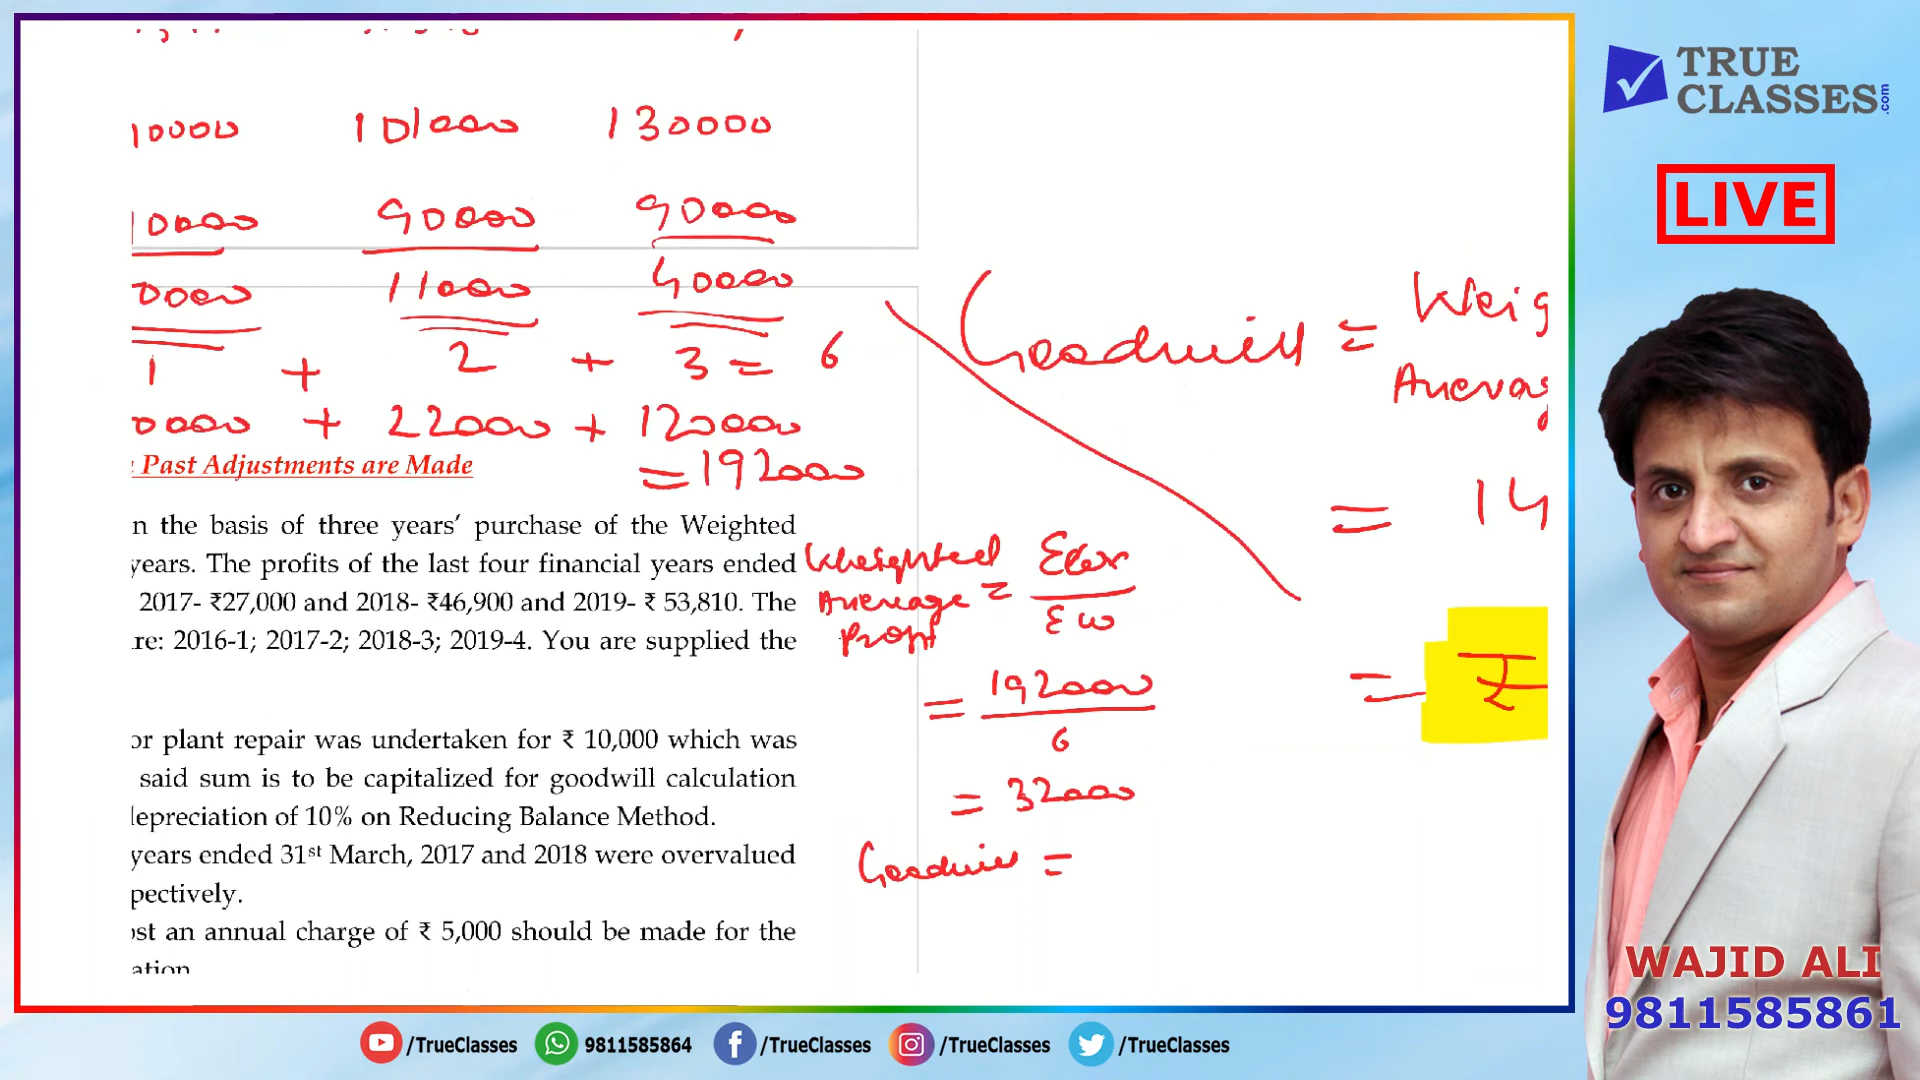 10000 101000 130000
10000 90000 90000
0000 11000 40000
1 + 2 + 3 = 6
0000 + 22000 + 120000
= 192000
Past Adjustments are Made
n the basis of three years’ purchase of the Weighted
years. The profits of the last four financial years ended
2017- ₹27,000 and 2018- ₹46,900 and 2019- ₹ 53,810. The
re: 2016-1; 2017-2; 2018-3; 2019-4. You are supplied the
or plant repair was undertaken for ₹ 10,000 which was
said sum is to be capitalized for goodwill calculation
depreciation of 10% on Reducing Balance Method.
years ended 31st March, 2017 and 2018 were overvalued
pectively.
ost an annual charge of ₹ 5,000 should be made for the
ation
Weighted
Average
Profit
=
Σ W
= 192000
6
= 32000
Goodwill =
Goodwill = Weig
Averag
= 14
= ₹
TRUE
CLASSES.com
LIVE
WAJID ALI
9811585861
/TrueClasses
9811585864
/TrueClasses
/TrueClasses
/TrueClasses